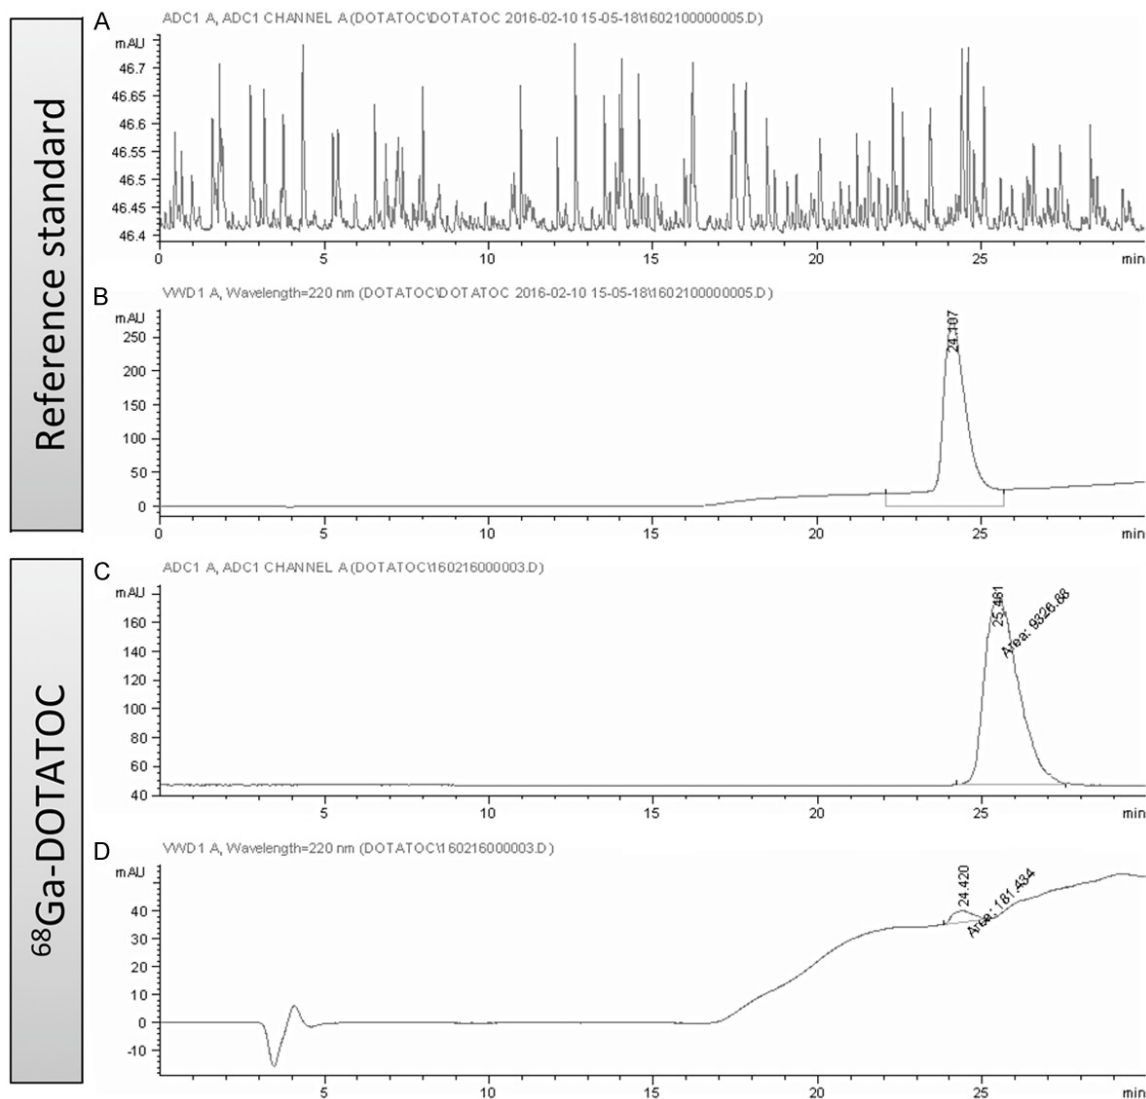 Reference standard
A
ADC1 A, ADC1 CHANNEL A (DOTATOC\DOTATOC 2016-02-10 15-05-18\1602100000005.D)
mAU
46.7
46.65
46.6
46.55
46.5
46.45
46.4
0 5 10 15 20 25 min
B
VWD1 A, Wavelength=220 nm (DOTATOC\DOTATOC 2016-02-10 15-05-18\1602100000005.D)
mAU
250
200
150
100
50
0
24.107
0 5 10 15 20 25 min
⁶⁸Ga-DOTATOC
C
ADC1 A, ADC1 CHANNEL A (DOTATOC\160216000003.D)
mAU
160
140
120
100
80
60
40
25.481
Area: 9326.88
5 10 15 20 25 min
D
VWD1 A, Wavelength=220 nm (DOTATOC\160216000003.D)
mAU
40
30
20
10
0
-10
24.420
Area: 181.434
5 10 15 20 25 min